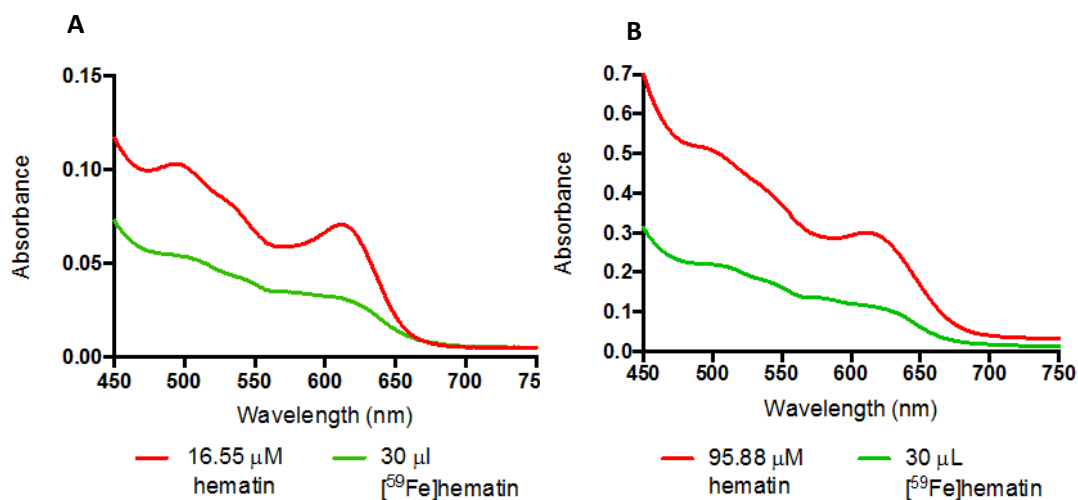 A
0.15
0.10
0.05
0.00
Absorbance
450 500 550 600 650 700 75
Wavelength (nm)
16.55 μM hematin
30 μl [⁵⁹Fe]hematin
B
0.7
0.6
0.5
0.4
0.3
0.2
0.1
0.0
Absorbance
450 500 550 600 650 700 750
Wavelength (nm)
95.88 μM hematin
30 μL [⁵⁹Fe]hematin